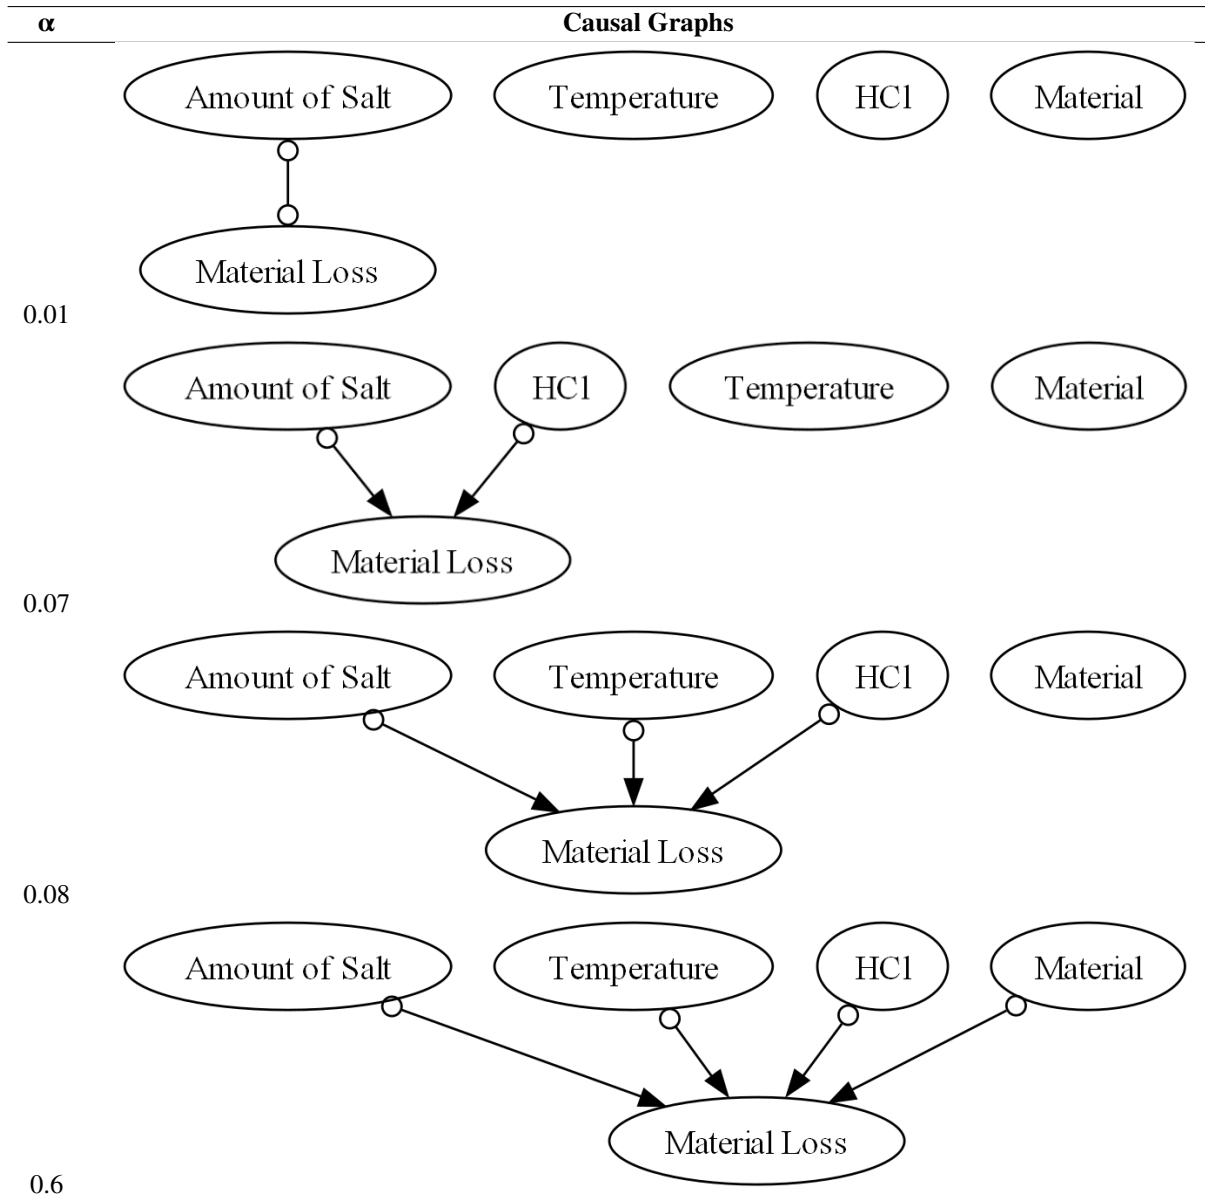 α Causal Graphs
Amount of Salt Temperature HCl Material
Material Loss
0.01
Amount of Salt HCl Temperature Material
Material Loss
0.07
Amount of Salt Temperature HCl Material
Material Loss
0.08
Amount of Salt Temperature HCl Material
Material Loss
0.6